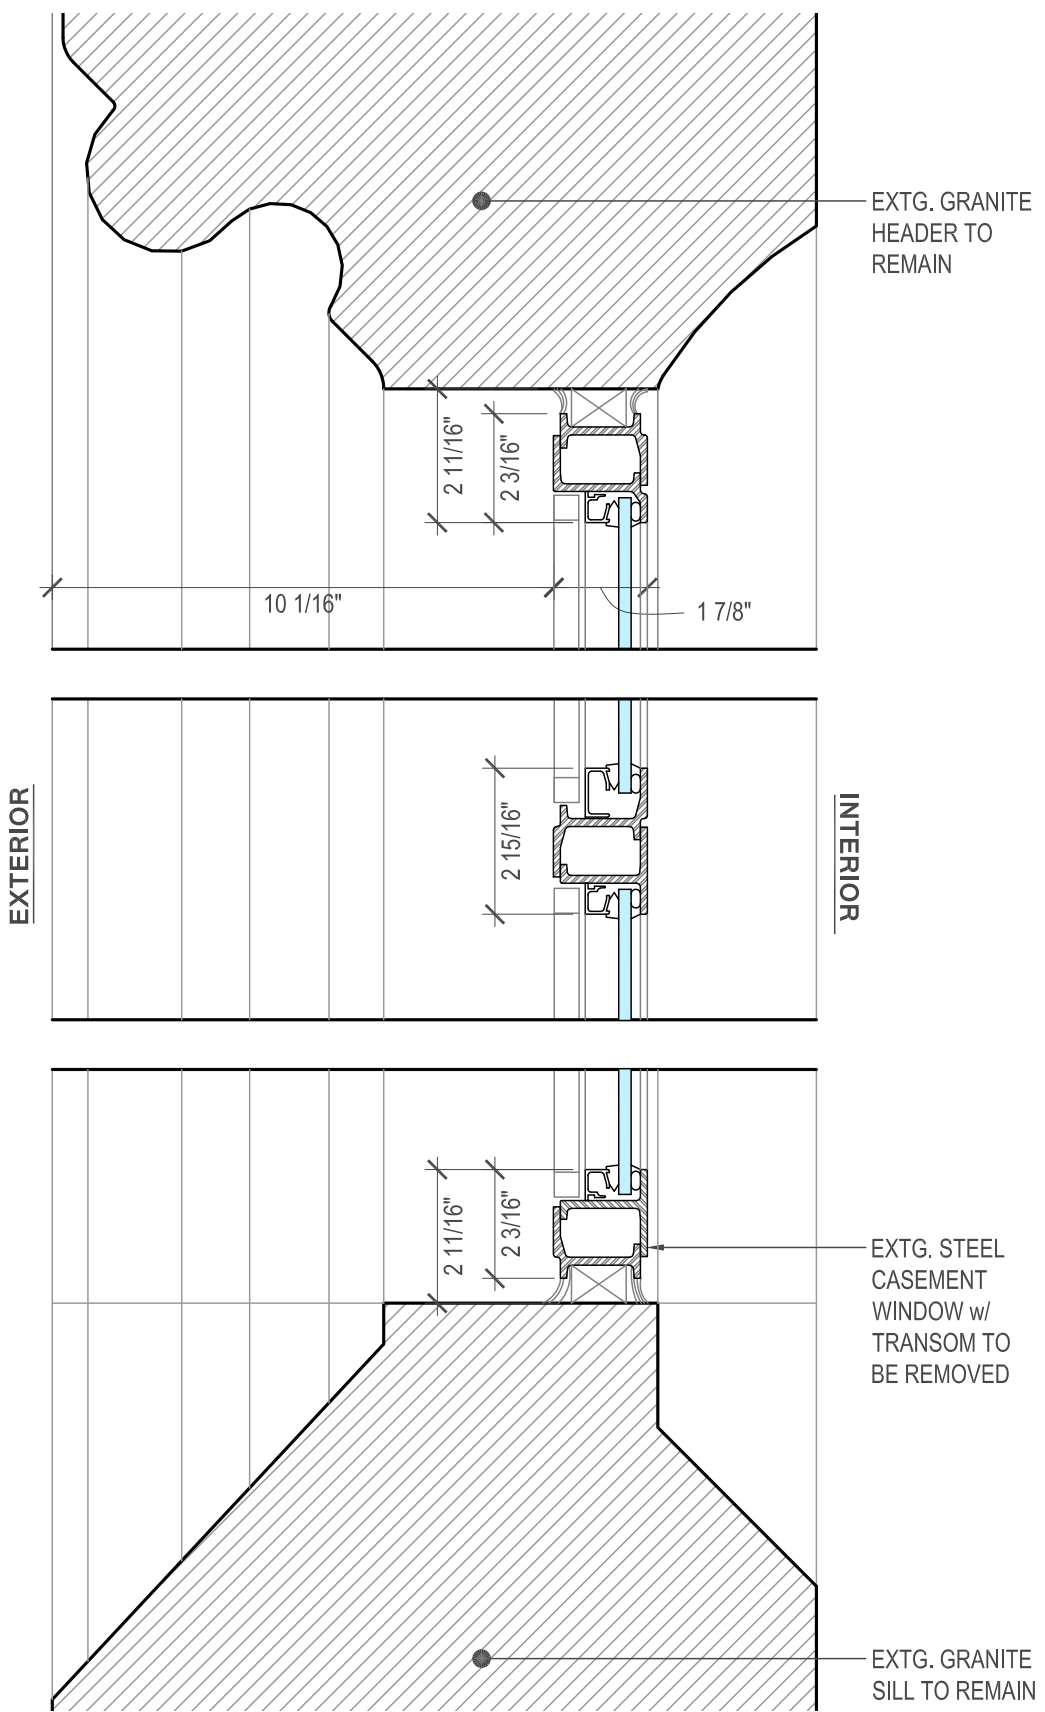 EXTG. GRANITE
HEADER TO
REMAIN
2 11/16"
2 3/16"
10 1/16"
1 7/8"
EXTERIOR
2 15/16"
INTERIOR
2 11/16"
2 3/16"
EXTG. STEEL
CASEMENT
WINDOW w/
TRANSOM TO
BE REMOVED
EXTG. GRANITE
SILL TO REMAIN